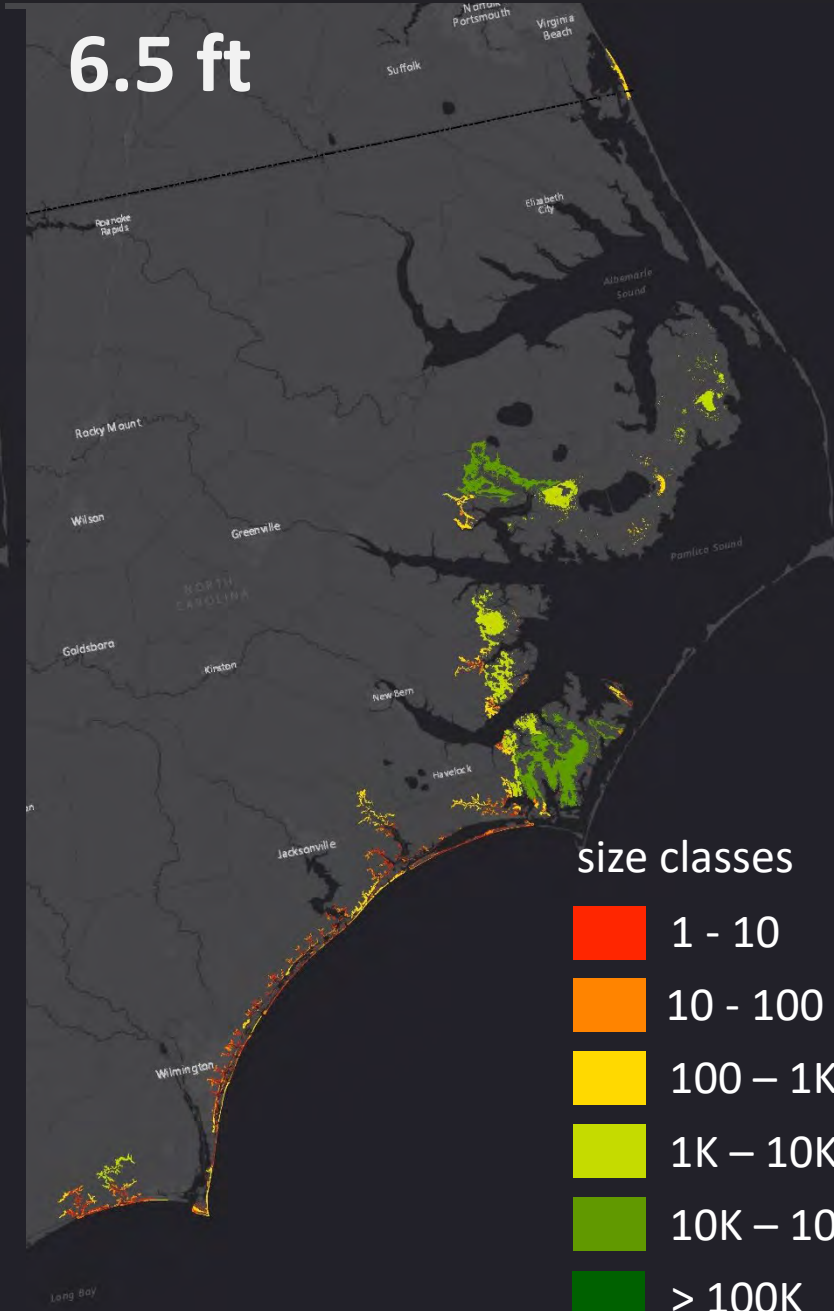 6.5 ft
Norfolk
Portsmouth
Virginia
Beach
Suffolk
Roanoke
Rapids
Elizabeth
City
Albemarle
Sound
Rocky Mount
Wilson
Greenville
Pamlico Sound
NORTH
CAROLINA
Goldsboro
Kinston
New Bern
Havelock
Jacksonville
size classes
1 - 10
10 - 100
100 – 1K
Wilmington
1K – 10K
10K – 10
> 100K
Long Bay